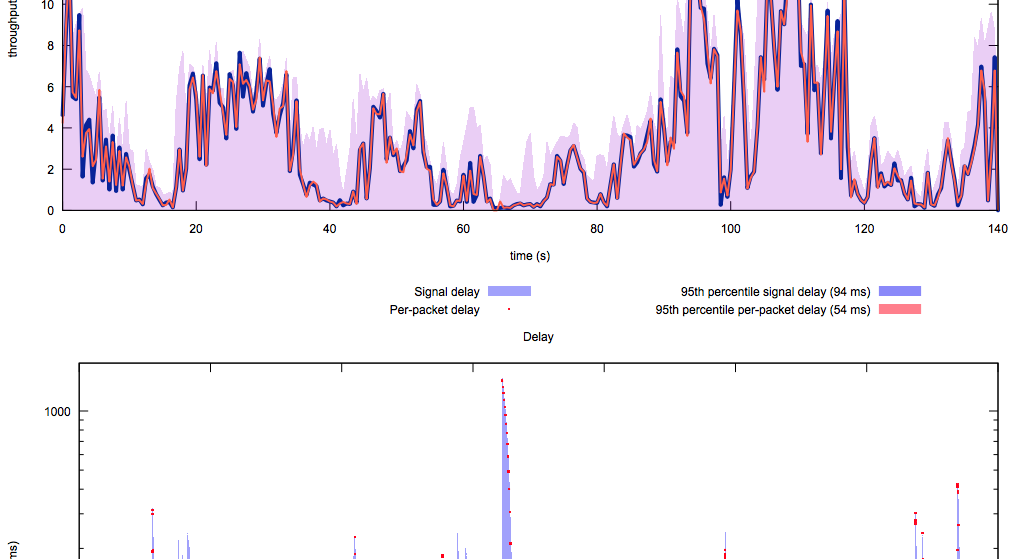 throughput
10
8
6
4
2
0
0 20 40 60 80 100 120 140
time (s)
Signal delay 95th percentile signal delay (94 ms)
Per-packet delay 95th percentile per-packet delay (54 ms)
Delay
1000
ms)